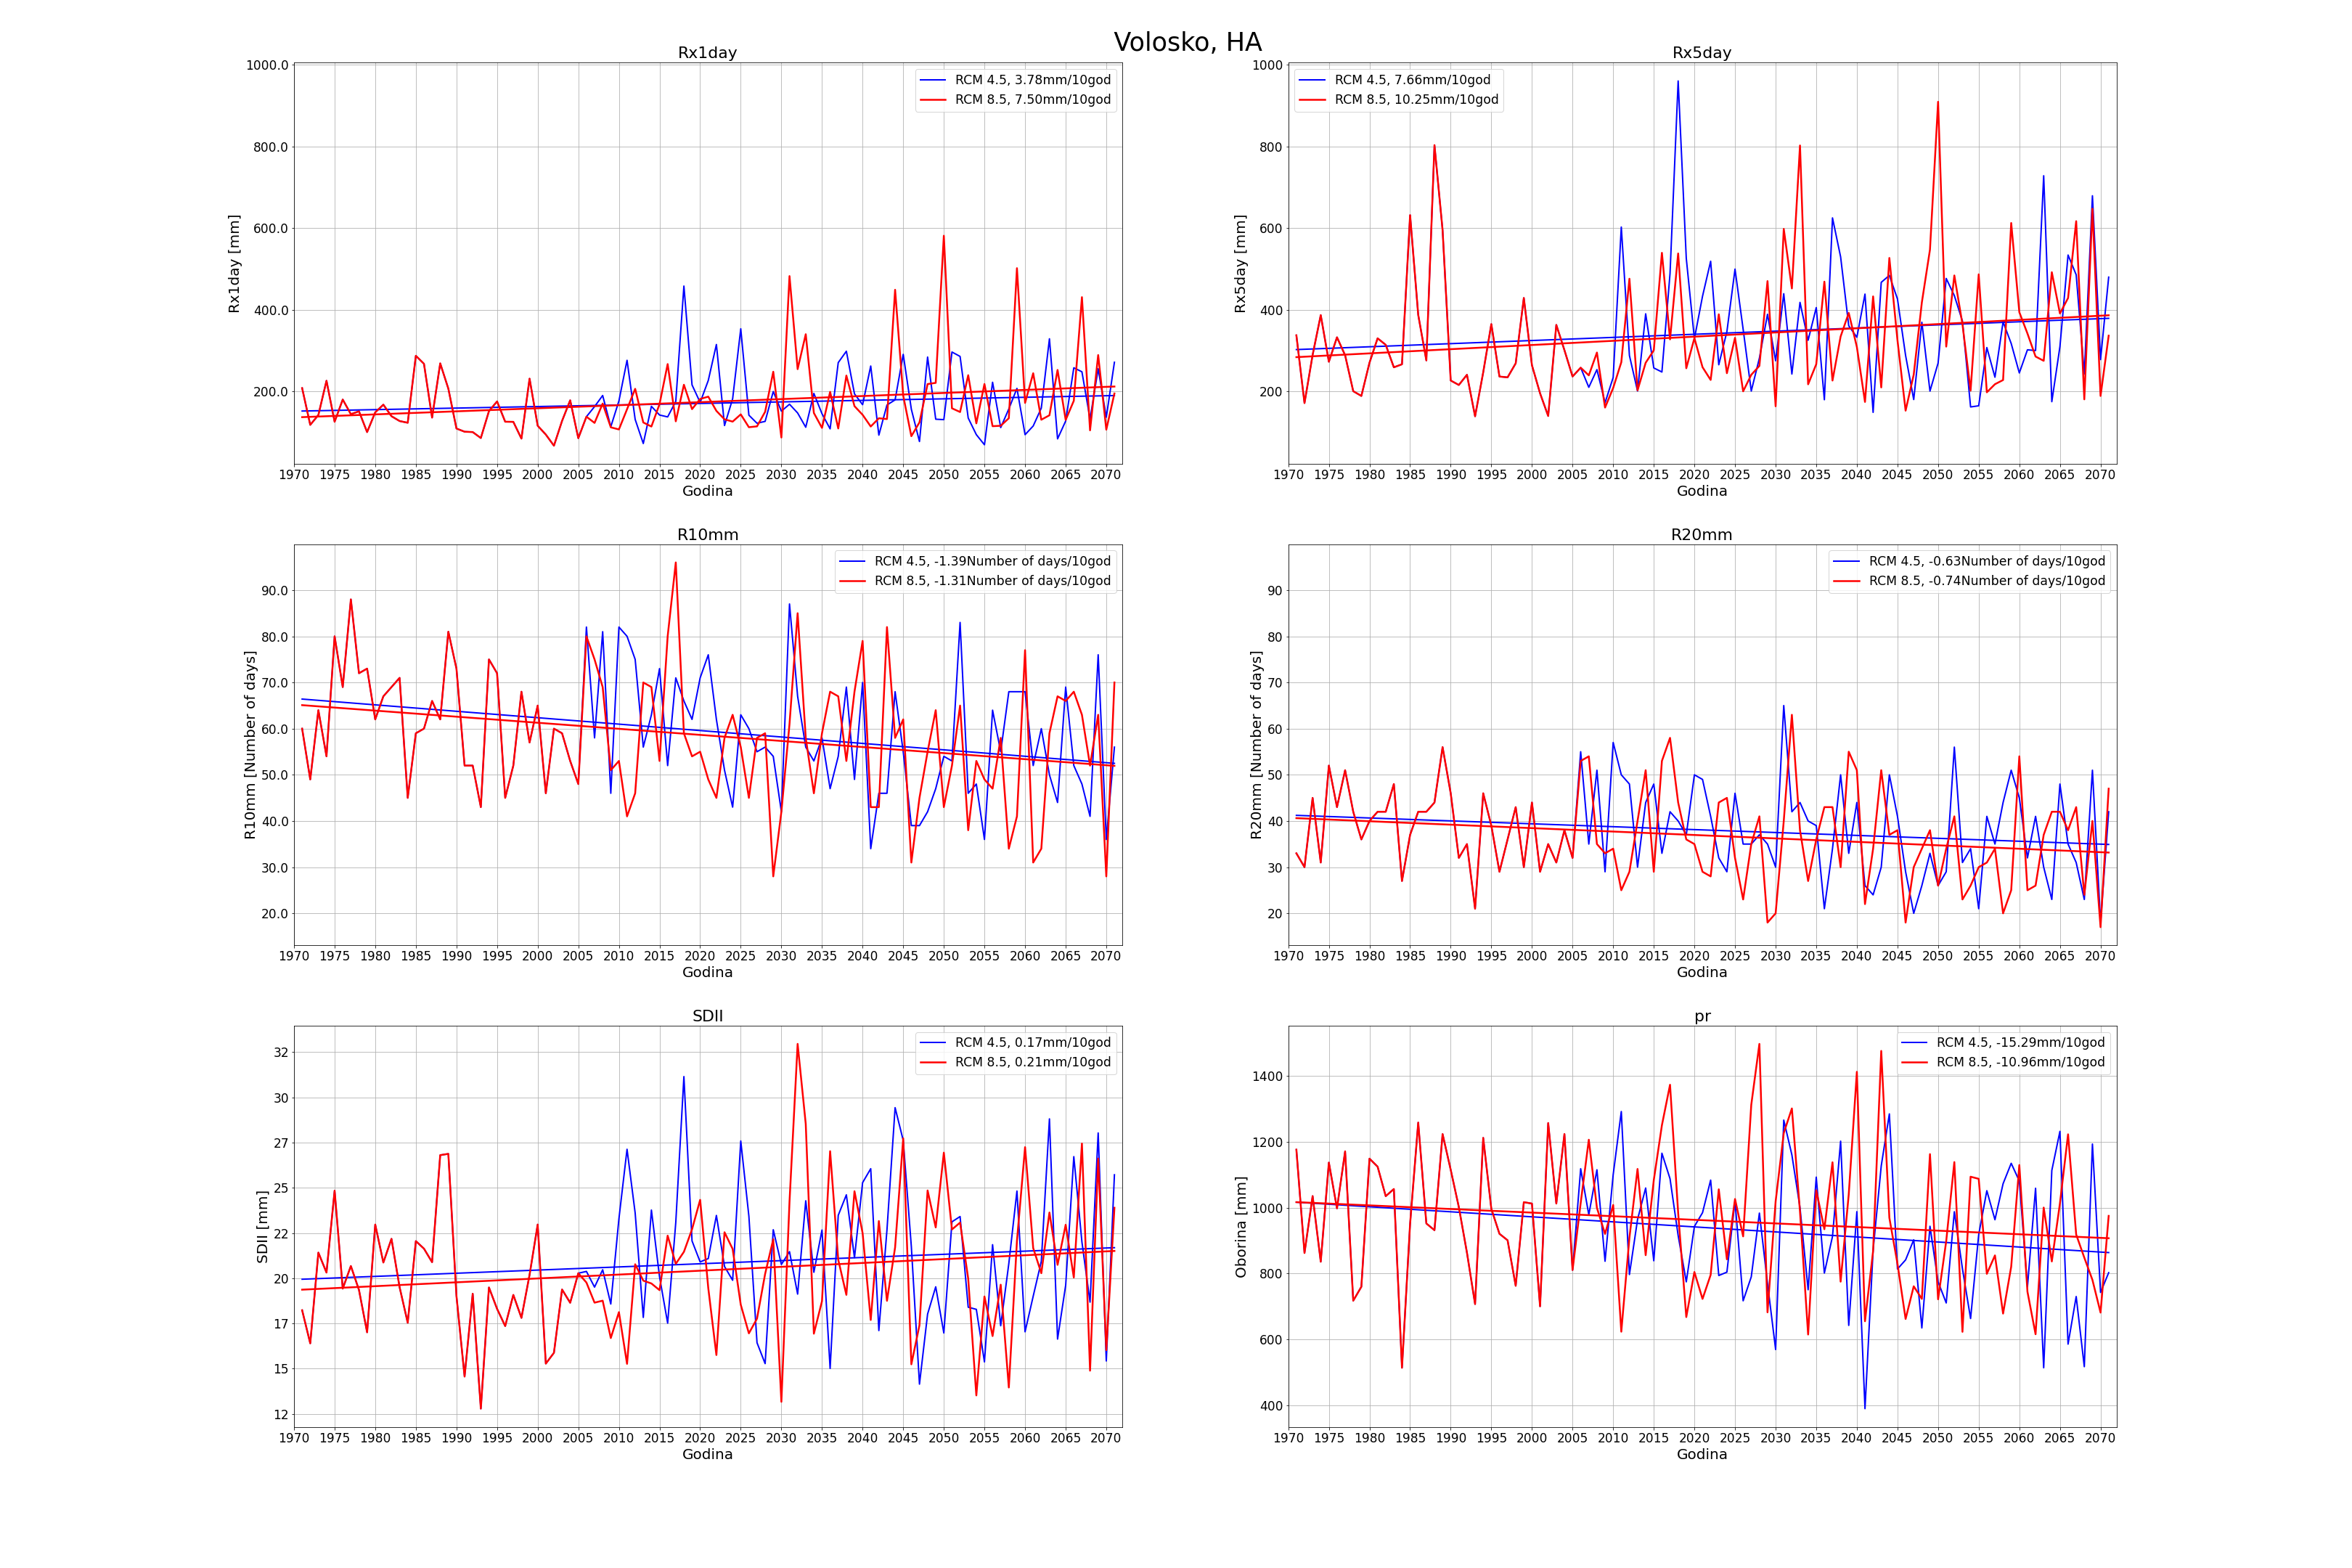 Volosko, HA
Rx1day
1000.0
800.0
600.0
400.0
200.0
Rx1day [mm]
RCM 4.5, 3.78mm/10god
RCM 8.5, 7.50mm/10god
1970 1975 1980 1985 1990 1995 2000 2005 2010 2015 2020 2025 2030 2035 2040 2045 2050 2055 2060 2065 2070
Godina
Rx5day
1000
800
600
400
200
Rx5day [mm]
RCM 4.5, 7.66mm/10god
RCM 8.5, 10.25mm/10god
1970 1975 1980 1985 1990 1995 2000 2005 2010 2015 2020 2025 2030 2035 2040 2045 2050 2055 2060 2065 2070
Godina
R10mm
90.0
80.0
70.0
60.0
50.0
40.0
30.0
20.0
R10mm [Number of days]
RCM 4.5, -1.39Number of days/10god
RCM 8.5, -1.31Number of days/10god
1970 1975 1980 1985 1990 1995 2000 2005 2010 2015 2020 2025 2030 2035 2040 2045 2050 2055 2060 2065 2070
Godina
R20mm
90
80
70
60
50
40
30
20
R20mm [Number of days]
RCM 4.5, -0.63Number of days/10god
RCM 8.5, -0.74Number of days/10god
1970 1975 1980 1985 1990 1995 2000 2005 2010 2015 2020 2025 2030 2035 2040 2045 2050 2055 2060 2065 2070
Godina
SDII
32
30
27
25
22
20
17
15
12
SDII [mm]
RCM 4.5, 0.17mm/10god
RCM 8.5, 0.21mm/10god
1970 1975 1980 1985 1990 1995 2000 2005 2010 2015 2020 2025 2030 2035 2040 2045 2050 2055 2060 2065 2070
Godina
pr
1400
1200
1000
800
600
400
Oborina [mm]
RCM 4.5, -15.29mm/10god
RCM 8.5, -10.96mm/10god
1970 1975 1980 1985 1990 1995 2000 2005 2010 2015 2020 2025 2030 2035 2040 2045 2050 2055 2060 2065 2070
Godina